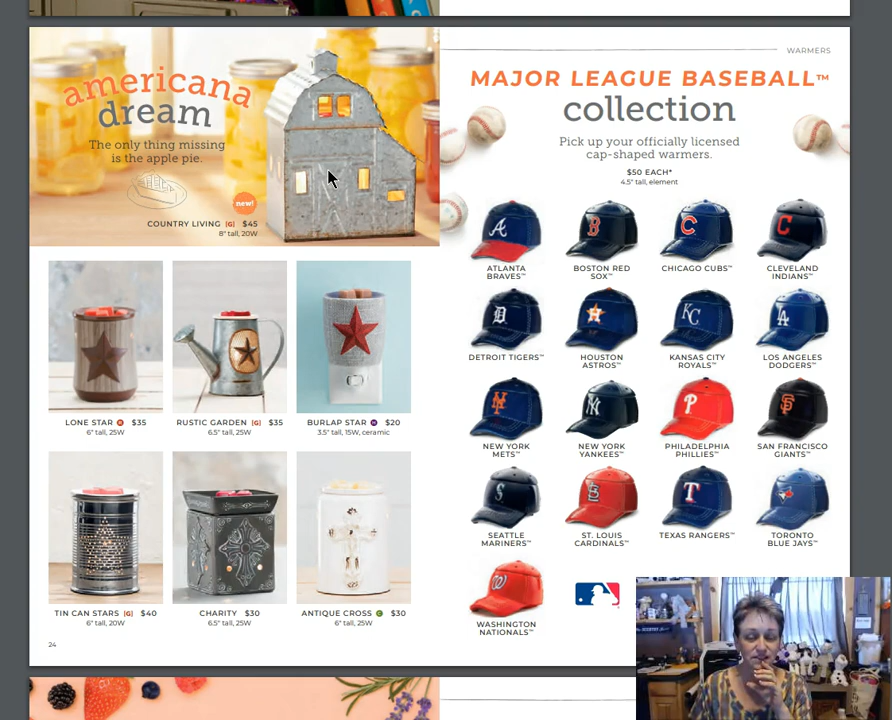 american
dream
The only thing missing
is the apple pie.
new!
COUNTRY LIVING [G] $45
8" tall, 20W
LONE STAR $35
6" tall, 25W
RUSTIC GARDEN [G] $35
6.5" tall, 25W
BURLAP STAR $20
3.5" tall, 15W, ceramic
TIN CAN STARS [G] $40
6" tall, 20W
CHARITY $30
6.5" tall, 25W
ANTIQUE CROSS $30
6" tall, 25W
24
WARMERS
MAJOR LEAGUE BASEBALL™
collection
Pick up your officially licensed
cap-shaped warmers.
$50 EACH*
4.5" tall, element
ATLANTA
BRAVES™
BOSTON RED
SOX™
CHICAGO CUBS™
CLEVELAND
INDIANS™
DETROIT TIGERS™
HOUSTON
ASTROS™
KANSAS CITY
ROYALS™
LOS ANGELES
DODGERS™
NEW YORK
METS™
NEW YORK
YANKEES™
PHILADELPHIA
PHILLIES™
SAN FRANCISCO
GIANTS™
SEATTLE
MARINERS™
ST. LOUIS
CARDINALS™
TEXAS RANGERS™
TORONTO
BLUE JAYS™
WASHINGTON
NATIONALS™